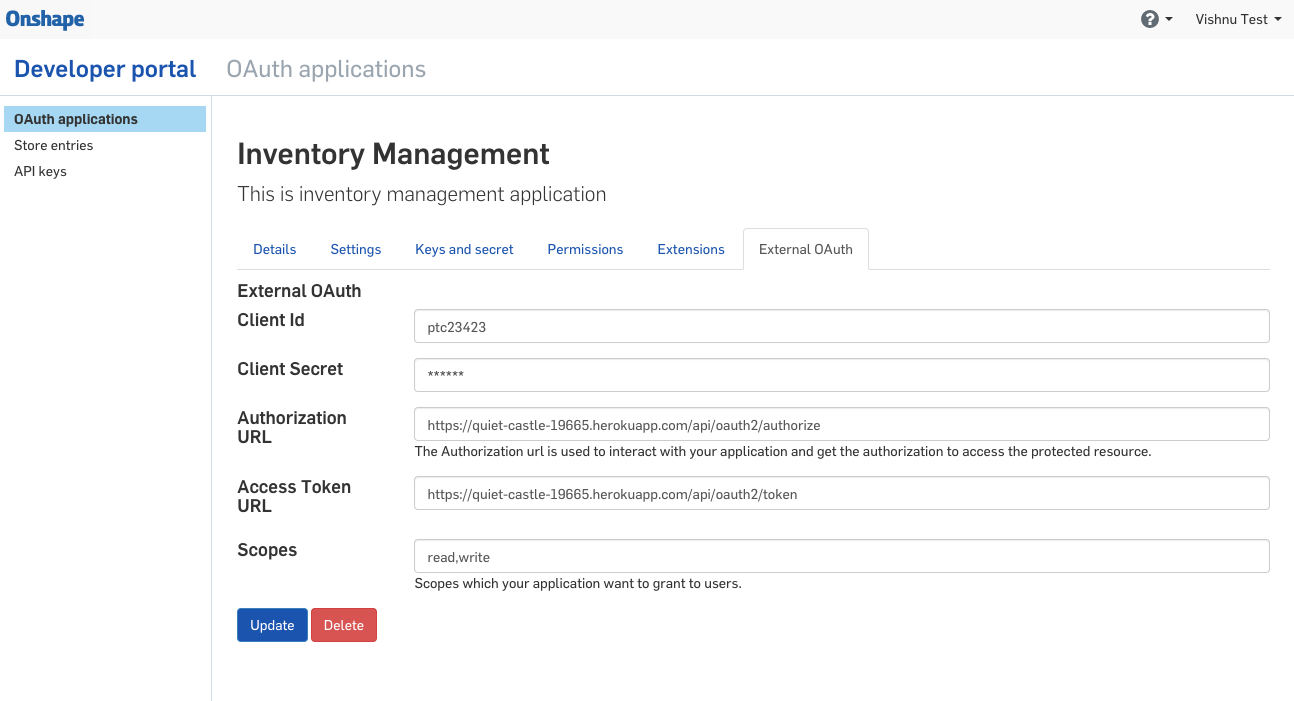 Onshape
? Vishnu Test
Developer portal OAuth applications
OAuth applications
Store entries
API keys
Inventory Management
This is inventory management application
Details Settings Keys and secret Permissions Extensions External OAuth
External OAuth
Client Id
ptc23423
Client Secret
******
Authorization
URL
https://quiet-castle-19665.herokuapp.com/api/oauth2/authorize
The Authorization url is used to interact with your application and get the authorization to access the protected resource.
Access Token
URL
https://quiet-castle-19665.herokuapp.com/api/oauth2/token
Scopes
read,write
Scopes which your application want to grant to users.
Update Delete